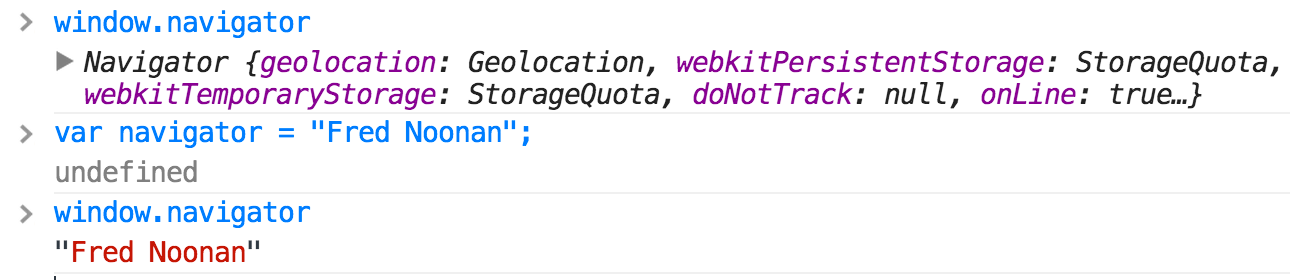 > window.navigator
▶ Navigator {geolocation: Geolocation, webkitPersistentStorage: StorageQuota,
webkitTemporaryStorage: StorageQuota, doNotTrack: null, onLine: true…}
> var navigator = "Fred Noonan";
undefined
> window.navigator
"Fred Noonan"